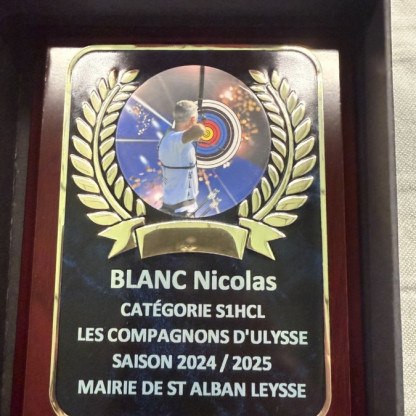 BLANC Nicolas
CATÉGORIE S1HCL
LES COMPAGNONS D'ULYSSE
SAISON 2024 / 2025
MAIRIE DE ST ALBAN LEYSSE